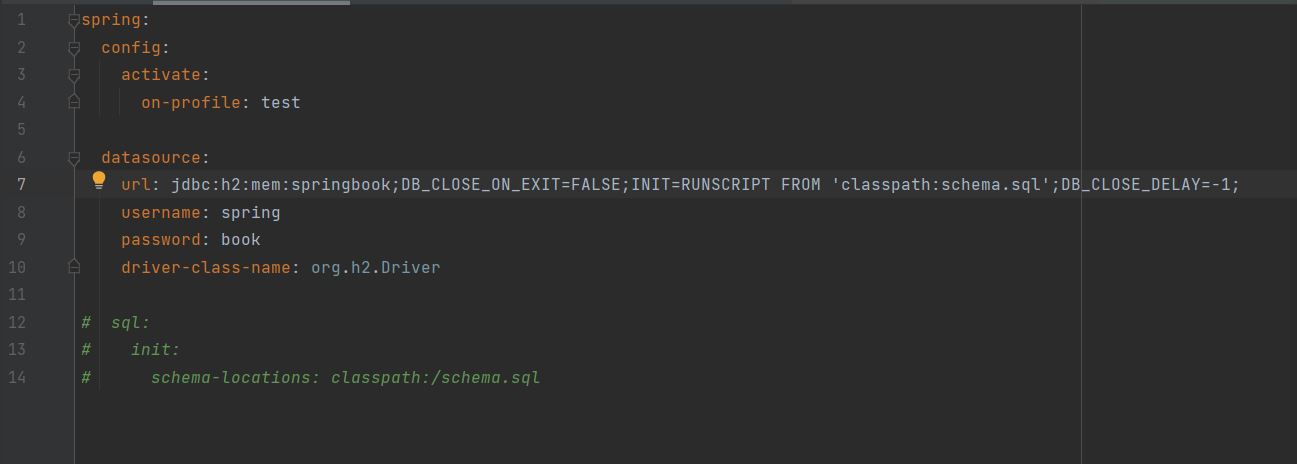 1 spring:
2   config:
3     activate:
4       on-profile: test
5
6   datasource:
7     url: jdbc:h2:mem:springbook;DB_CLOSE_ON_EXIT=FALSE;INIT=RUNSCRIPT FROM 'classpath:schema.sql';DB_CLOSE_DELAY=-1;
8     username: spring
9     password: book
10     driver-class-name: org.h2.Driver
11
12 #  sql:
13 #    init:
14 #      schema-locations: classpath:/schema.sql